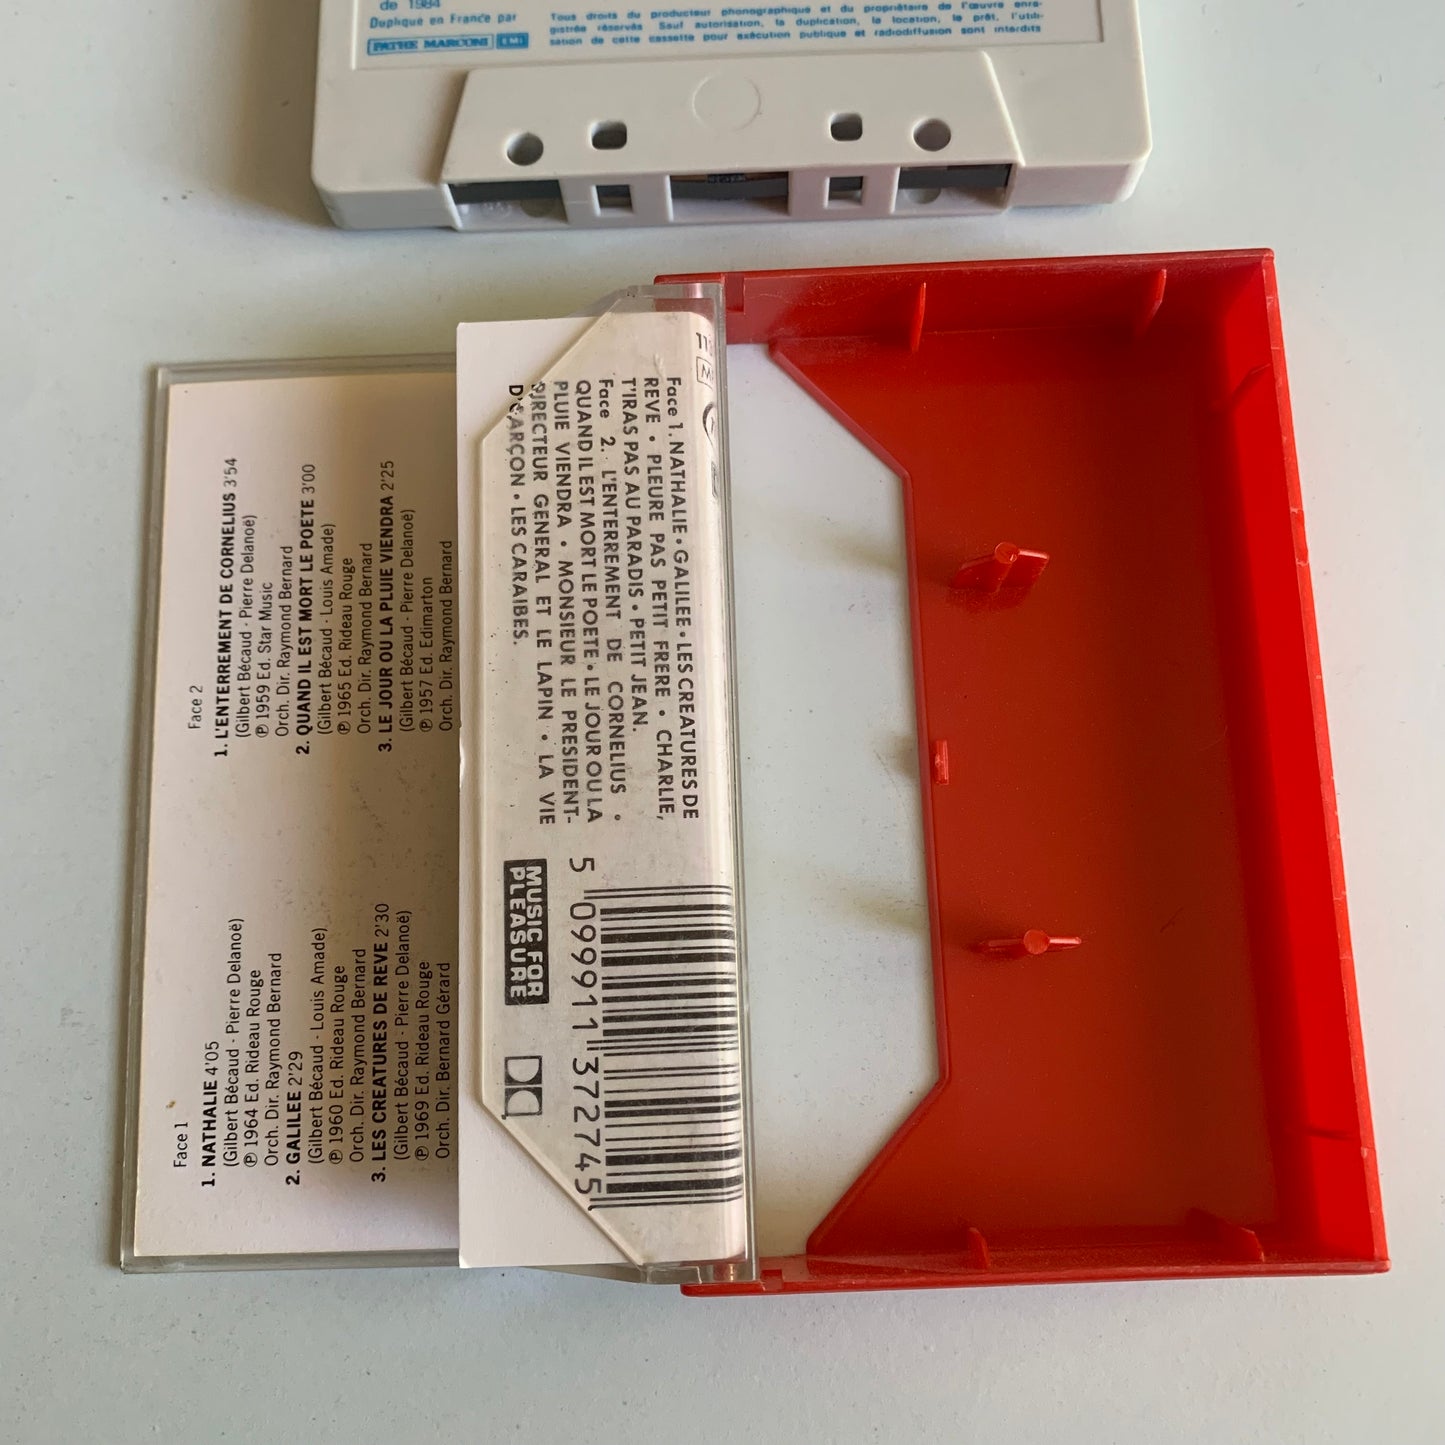 de 1984
Dupliqué en France par
PATHE MARCONI EMI
Tous droits du producteur phonographique et du propriétaire de l'œuvre enre-
gistrée réservés Sauf autorisation, la duplication, la location, le prêt, l'utili-
sation de cette cassette pour exécution publique et radiodiffusion sont interdits
Face 1. NATHALIE • GALILEE • LES CREATURES DE
REVE • PLEURE PAS PETIT FRERE • CHARLIE,
T'IRAS PAS AU PARADIS • PETIT JEAN.
Face 2. L'ENTERREMENT DE CORNELIUS •
QUAND IL EST MORT LE POETE • LE JOUR OU LA
PLUIE VIENDRA • MONSIEUR LE PRESIDENT-
DIRECTEUR GENERAL ET LE LAPIN • LA VIE
D'GARÇON • LES CARAIBES.
MUSIC FOR
PLEASURE
5 099911 372745
Face 1
1. NATHALIE 4'05
(Gilbert Bécaud - Pierre Delanoë)
℗ 1964 Ed. Rideau Rouge
Orch. Dir. Raymond Bernard
2. GALILEE 2'29
(Gilbert Bécaud - Louis Amade)
℗ 1960 Ed. Rideau Rouge
Orch. Dir. Raymond Bernard
3. LES CREATURES DE REVE 2'30
(Gilbert Bécaud - Pierre Delanoë)
℗ 1969 Ed. Rideau Rouge
Orch. Dir. Bernard Gérard
Face 2
1. L'ENTERREMENT DE CORNELIUS 3'54
(Gilbert Bécaud - Pierre Delanoë)
℗ 1959 Ed. Star Music
Orch. Dir. Raymond Bernard
2. QUAND IL EST MORT LE POETE 3'00
(Gilbert Bécaud - Louis Amade)
℗ 1965 Ed. Rideau Rouge
Orch. Dir. Raymond Bernard
3. LE JOUR OU LA PLUIE VIENDRA 2'25
(Gilbert Bécaud - Pierre Delanoë)
℗ 1957 Ed. Edimarton
Orch. Dir. Raymond Bernard